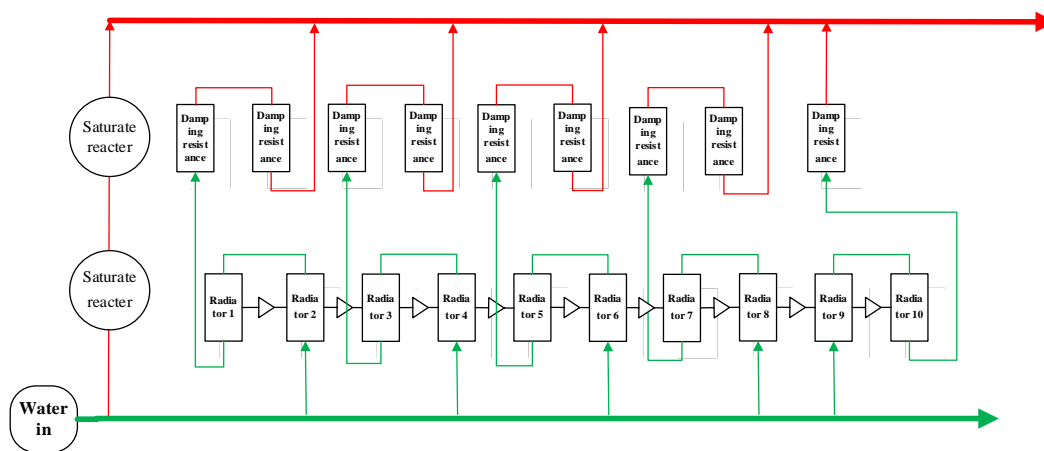 Saturate
reacter
Damp
ing
resist
ance
Damp
ing
resist
ance
Damp
ing
resist
ance
Damp
ing
resist
ance
Damp
ing
resist
ance
Damp
ing
resist
ance
Damp
ing
resist
ance
Damp
ing
resist
ance
Damp
ing
resist
ance
Saturate
reacter
Radia
tor 1
Radia
tor 2
Radia
tor 3
Radia
tor 4
Radia
tor 5
Radia
tor 6
Radia
tor 7
Radia
tor 8
Radia
tor 9
Radia
tor 10
Water
in